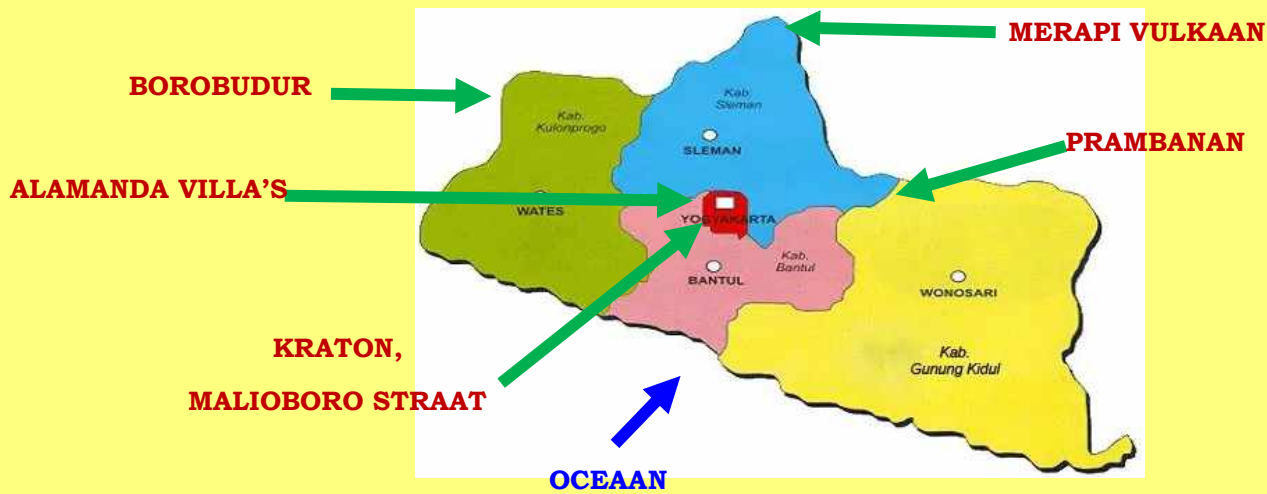 MERAPI VULKAAN
BOROBUDUR
Kab.
Sleman
Kab.
Kulonprogo
SLEMAN
PRAMBANAN
ALAMANDA VILLA'S
WATES
YOGYAKARTA
Kab.
Bantul
BANTUL
WONOSARI
KRATON,
MALIOBORO STRAAT
Kab.
Gunung Kidul
OCEAAN